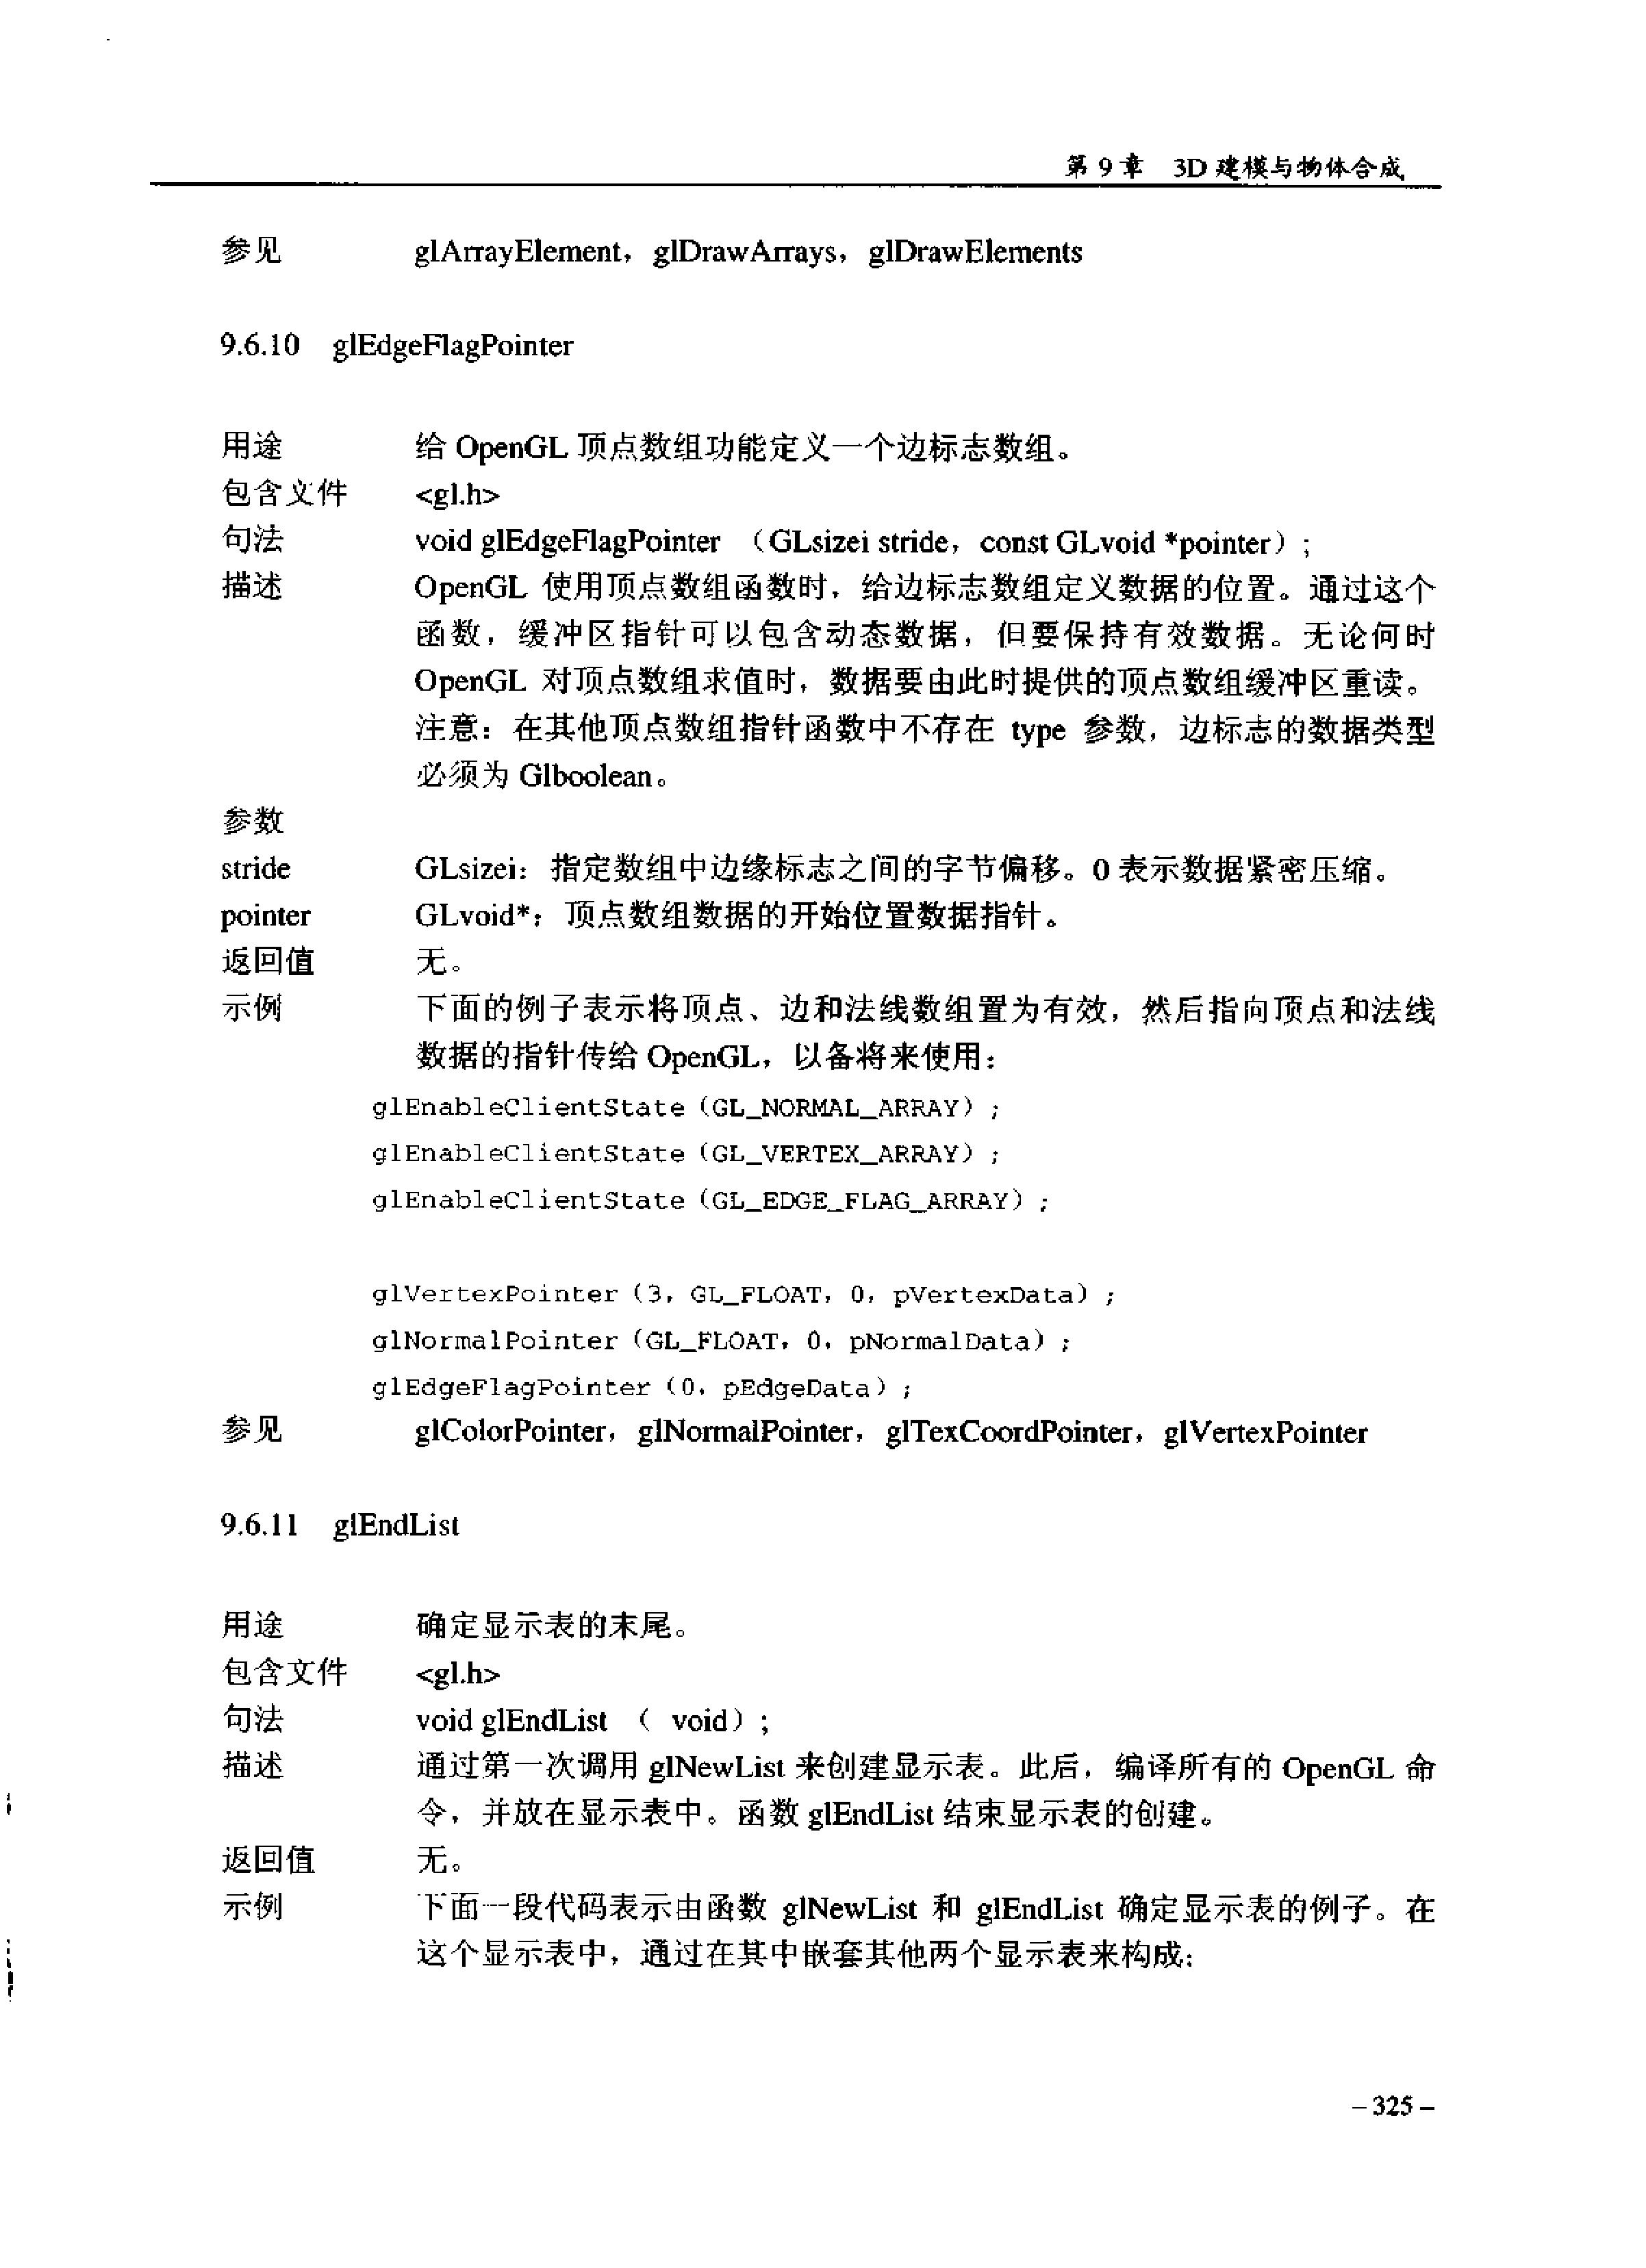 第 9 章 3D 建模与物体合成
参见 glArrayElement，glDrawArrays，glDrawElements
9.6.10 glEdgeFlagPointer
用途 给 OpenGL 顶点数组功能定义一个边标志数组。
包含文件 <gl.h>
句法 void glEdgeFlagPointer （GLsizei stride，const GLvoid *pointer）;
描述 OpenGL 使用顶点数组函数时，给边标志数组定义数据的位置。通过这个
函数，缓冲区指针可以包含动态数据，但要保持有效数据。无论何时
OpenGL 对顶点数组求值时，数据要由此时提供的顶点数组缓冲区重读。
注意：在其他顶点数组指针函数中不存在 type 参数，边标志的数据类型
必须为 Glboolean。
参数
stride GLsizei：指定数组中边缘标志之间的字节偏移。0 表示数据紧密压缩。
pointer GLvoid*：顶点数组数据的开始位置数据指针。
返回值 无。
示例 下面的例子表示将顶点、边和法线数组置为有效，然后指向顶点和法线
数据的指针传给 OpenGL，以备将来使用：
glEnableClientState（GL_NORMAL_ARRAY）;
glEnableClientState（GL_VERTEX_ARRAY）;
glEnableClientState（GL_EDGE_FLAG_ARRAY）;
glVertexPointer（3，GL_FLOAT，0，pVertexData）;
glNormalPointer（GL_FLOAT，0，pNormalData）;
glEdgeFlagPointer（0，pEdgeData）;
参见 glColorPointer，glNormalPointer，glTexCoordPointer，glVertexPointer
9.6.11 glEndList
用途 确定显示表的末尾。
包含文件 <gl.h>
句法 void glEndList （ void）;
描述 通过第一次调用 glNewList 来创建显示表。此后，编译所有的 OpenGL 命
令，并放在显示表中。函数 glEndList 结束显示表的创建。
返回值 无。
示例 下面一段代码表示由函数 glNewList 和 glEndList 确定显示表的例子。在
这个显示表中，通过在其中嵌套其他两个显示表来构成：
– 325 –